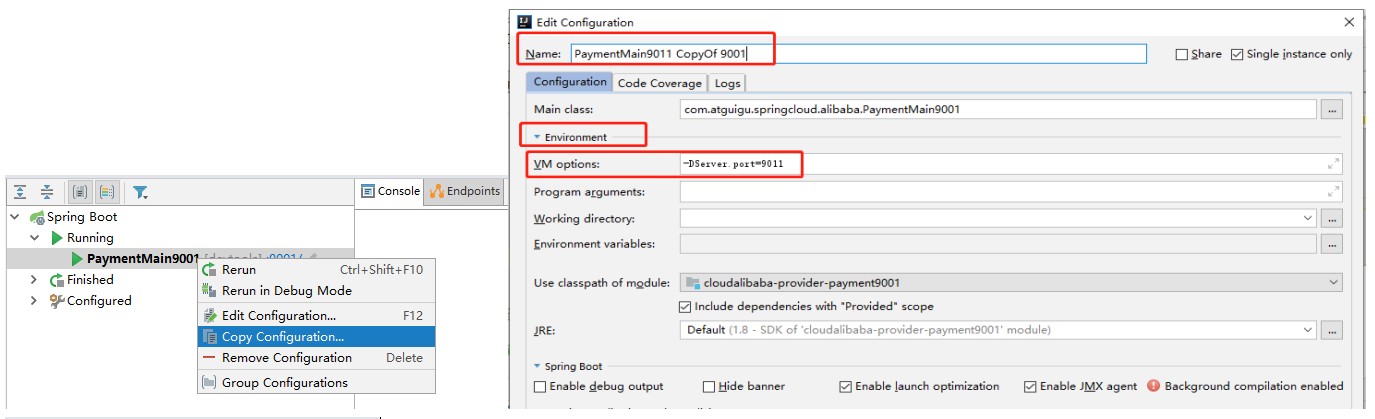 Console
Endpoints
Spring Boot
Running
PaymentMain9001 [devtools] :9001/
Finished
Configured
Rerun Ctrl+Shift+F10
Rerun in Debug Mode
Edit Configuration... F12
Copy Configuration...
Remove Configuration Delete
Group Configurations
Edit Configuration
Name: PaymentMain9011 CopyOf 9001 Share Single instance only
Configuration Code Coverage Logs
Main class: com.atguigu.springcloud.alibaba.PaymentMain9001 ...
Environment
VM options: -DServer.port=9011
Program arguments:
Working directory: ...
Environment variables: ...
Use classpath of module: cloudalibaba-provider-payment9001
Include dependencies with "Provided" scope
JRE: Default (1.8 - SDK of 'cloudalibaba-provider-payment9001' module) ...
Spring Boot
Enable debug output Hide banner Enable launch optimization Enable JMX agent Background compilation enabled